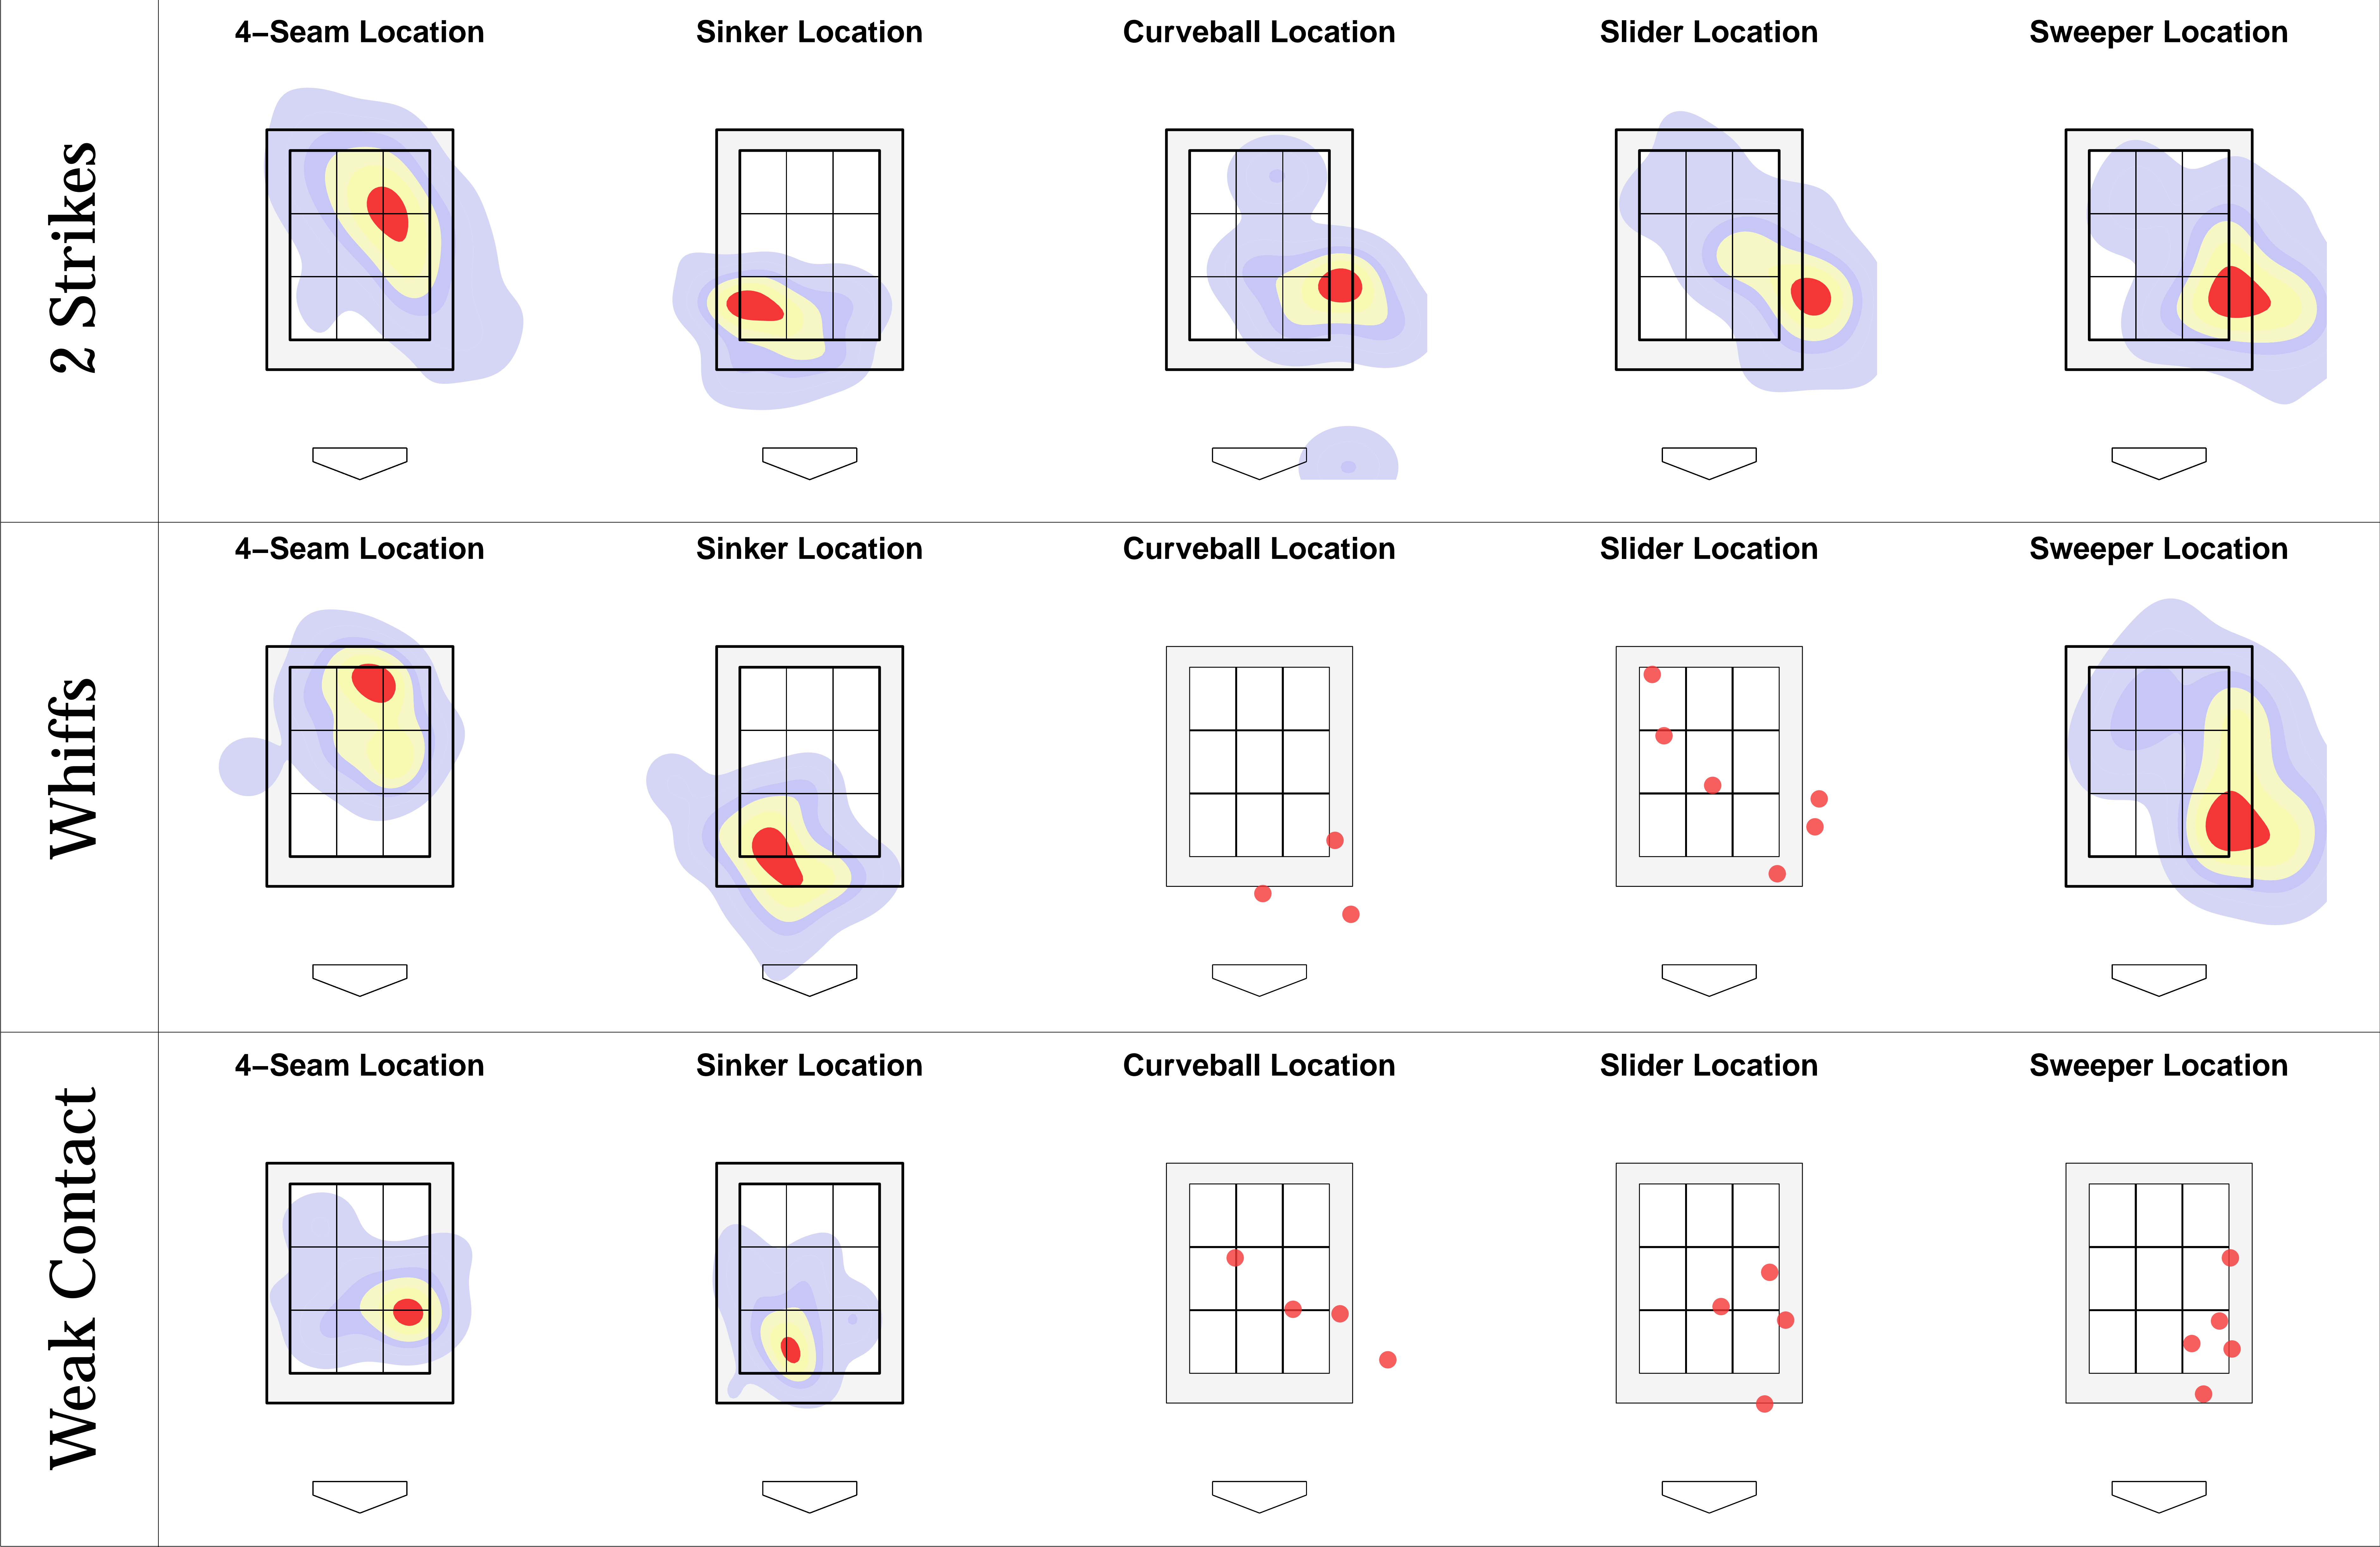 2 Strikes
4-Seam Location
Sinker Location
Curveball Location
Slider Location
Sweeper Location
Whiffs
4-Seam Location
Sinker Location
Curveball Location
Slider Location
Sweeper Location
Weak Contact
4-Seam Location
Sinker Location
Curveball Location
Slider Location
Sweeper Location